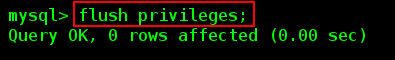 mysql> flush privileges;
Query OK, 0 rows affected (0.00 sec)